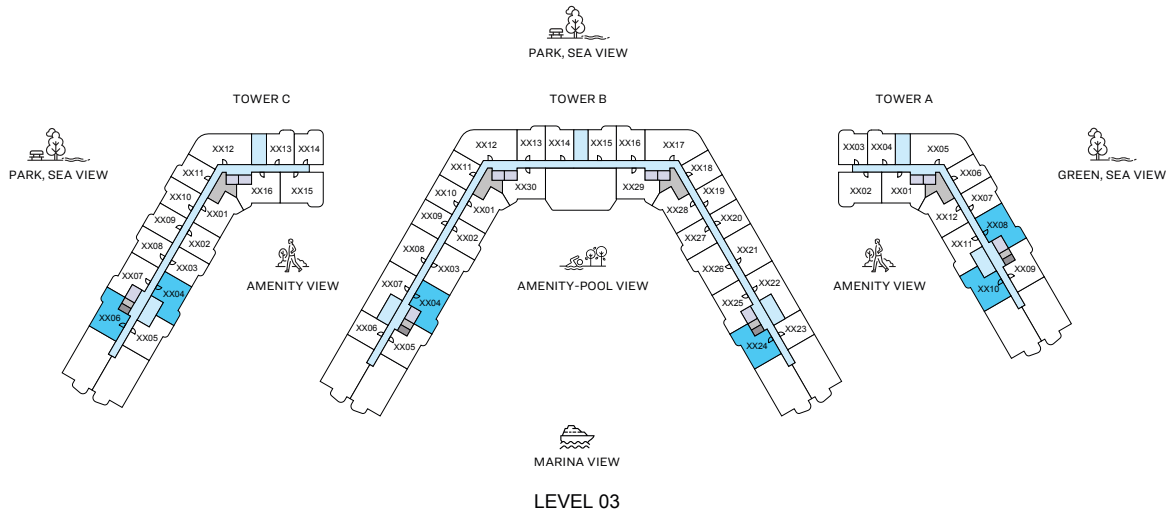 PARK, SEA VIEW
TOWER C
TOWER B
TOWER A
PARK, SEA VIEW
GREEN, SEA VIEW
XX12
XX13
XX14
XX11
XX16
XX15
XX10
XX01
XX09
XX02
XX08
XX03
XX07
XX04
XX06
XX05
AMENITY VIEW
XX12
XX13
XX14
XX15
XX16
XX17
XX11
XX30
XX29
XX18
XX10
XX01
XX28
XX19
XX09
XX02
XX27
XX20
XX08
XX03
XX26
XX21
XX07
XX04
XX25
XX22
XX06
XX05
XX24
XX23
AMENITY-POOL VIEW
AMENITY VIEW
XX03
XX04
XX05
XX02
XX01
XX06
XX07
XX12
XX08
XX11
XX09
XX10
MARINA VIEW
LEVEL 03